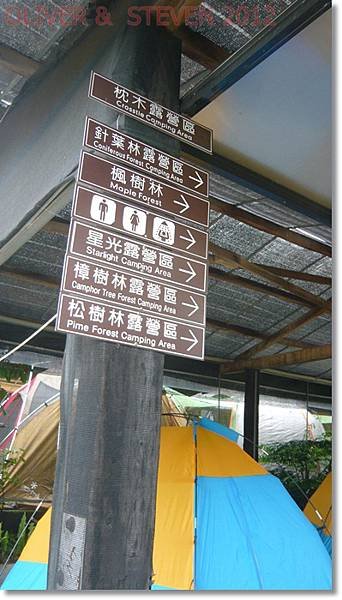 OLIVER & STEVEN 2012
枕木露營區
Crosstie Camping Area
針葉林露營區
Coniferous Forest Camping Area
楓樹林
Maple Forest
星光露營區
Starlight Camping Area
樟樹林露營區
Camphor Tree Forest Camping Area
松樹林露營區
Pime Forest Camping Area